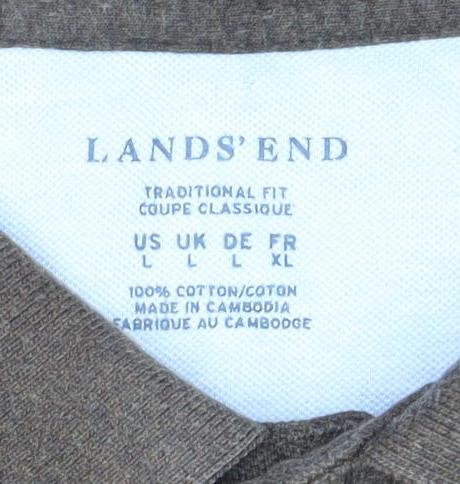 LANDS' END
TRADITIONAL FIT
COUPE CLASSIQUE
US UK DE FR
L L L XL
100% COTTON/COTON
MADE IN CAMBODIA
FABRIQUE AU CAMBODGE